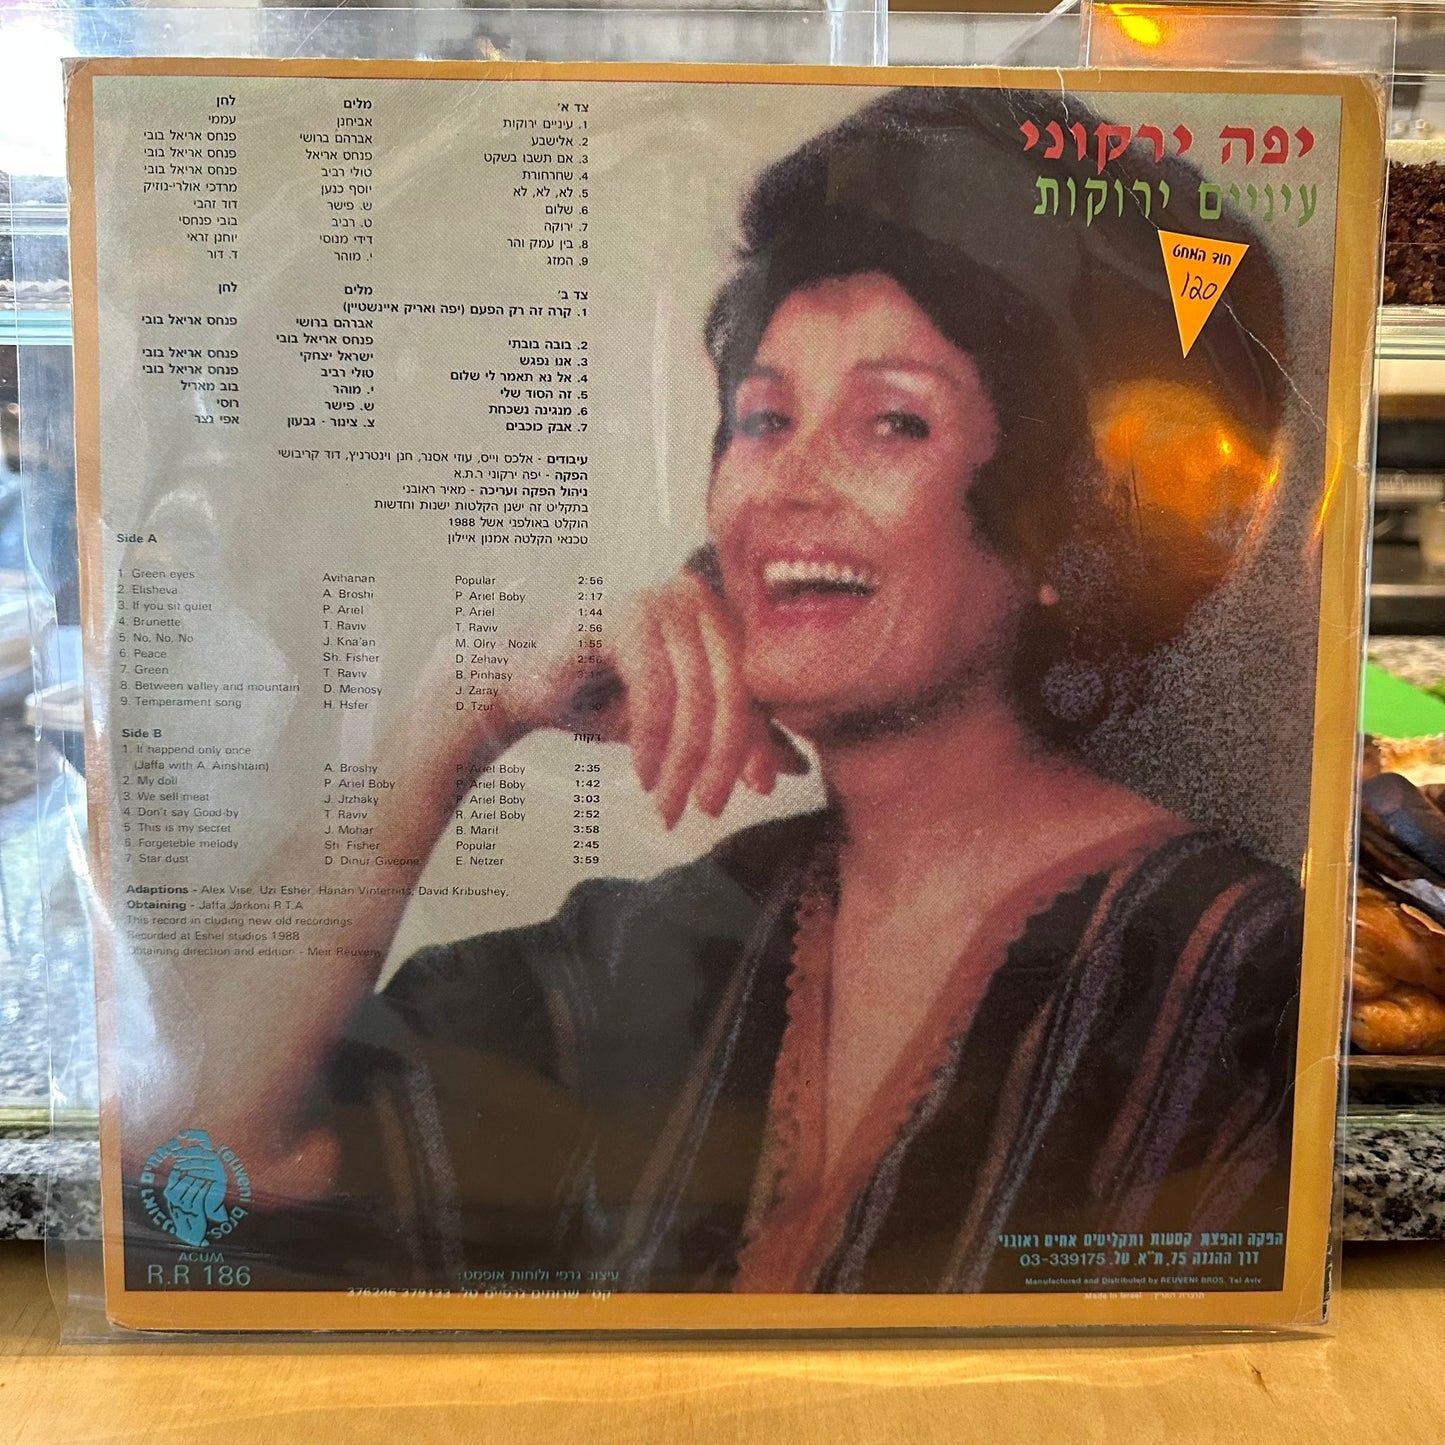 יפה ירקוני
עיניים ירוקות
חוד המחט
120
צד א׳ מלים לחן
1. עיניים ירוקות אביחנן עממי
2. אלישבע אברהם ברושי פנחס אריאל בובי
3. אם תשבו בשקט פנחס אריאל פנחס אריאל בובי
4. שחרחורת טולי רביב פנחס אריאל בובי
5. לא, לא, לא יוסף כנען מרדכי אולרי-נוזיק
6. שלום ש. פישר דוד זהבי
7. ירוקה ט. רביב בובי פנחסי
8. בין עמק והר דידי מנוסי יוחנן זראי
9. המזג י. מוהר ד. דור
צד ב׳ מלים לחן
1. קרה זה רק הפעם (יפה ואריק איינשטיין)
אברהם ברושי פנחס אריאל בובי
2. בובה בובתי פנחס אריאל בובי
3. אנו נפגש ישראל יצחקי פנחס אריאל בובי
4. אל נא תאמר לי שלום טולי רביב פנחס אריאל בובי
5. זה הסוד שלי י. מוהר בוב מאריל
6. מנגינה נשכחת ש. פישר רוסי
7. אבק כוכבים צ. צינור - גבעון אפי נצר
עיבודים - אלכס וייס, עוזי אסנר, חנן וינטרניץ, דוד קריבושי
הפקה - יפה ירקוני ר.ת.א
ניהול הפקה ועריכה - מאיר ראובני
בתקליט זה ישנן הקלטות ישנות וחדשות
הוקלט באולפני אשל 1988
טכנאי הקלטה אמנון איילון
Side A
1. Green eyes Avihanan Popular 2:56
2. Elisheva A. Broshi P. Ariel Boby 2:17
3. If you sit quiet P. Ariel P. Ariel 1:44
4. Brunette T. Raviv T. Raviv 2:56
5. No, No, No J. Kna'an M. Olry - Nozik 1:55
6. Peace Sh. Fisher D. Zehavy 2:56
7. Green T. Raviv B. Pinhasy
8. Between valley and mountain D. Menosy J. Zaray
9. Temperament song H. Hsfer D. Tzur
דקות
Side B
1. It happend only once
(Jaffa with A. Ainshtain) A. Broshy P. Ariel Boby 2:35
2. My doll P. Ariel Boby P. Ariel Boby 1:42
3. We sell meat J. Jtzhaky P. Ariel Boby 3:03
4. Don't say Good-by T. Raviv R. Ariel Boby 2:52
5. This is my secret J. Mohar B. Maril 3:58
6. Forgeteble melody Sh. Fisher Popular 2:45
7. Star dust D. Dinur-Giveone E. Netzer 3:59
Adaptions - Alex Vise, Uzi Esher, Hanan Vinternits, David Kribushey,
Obtaining - Jaffa Jarkoni R.T.A
This record in cluding new old recordings
Recorded at Eshel studios 1988
Obtaining direction and edition - Meir Reuveny
אחים ראובני
reuveni bros.
ACUM
R.R 186
עיצוב גרפי ולוחות אופסט:
"קט" שרותים גרפיים טל. 379133 376246
הפקה והפצת קסטות ותקליטים אחים ראובני
דרך ההגנה 75, ת"א, טל. 03-339175
Manufactured and Distributed by REUVENI BROS. Tel Aviv
Made in Israel תוצרת הארץ